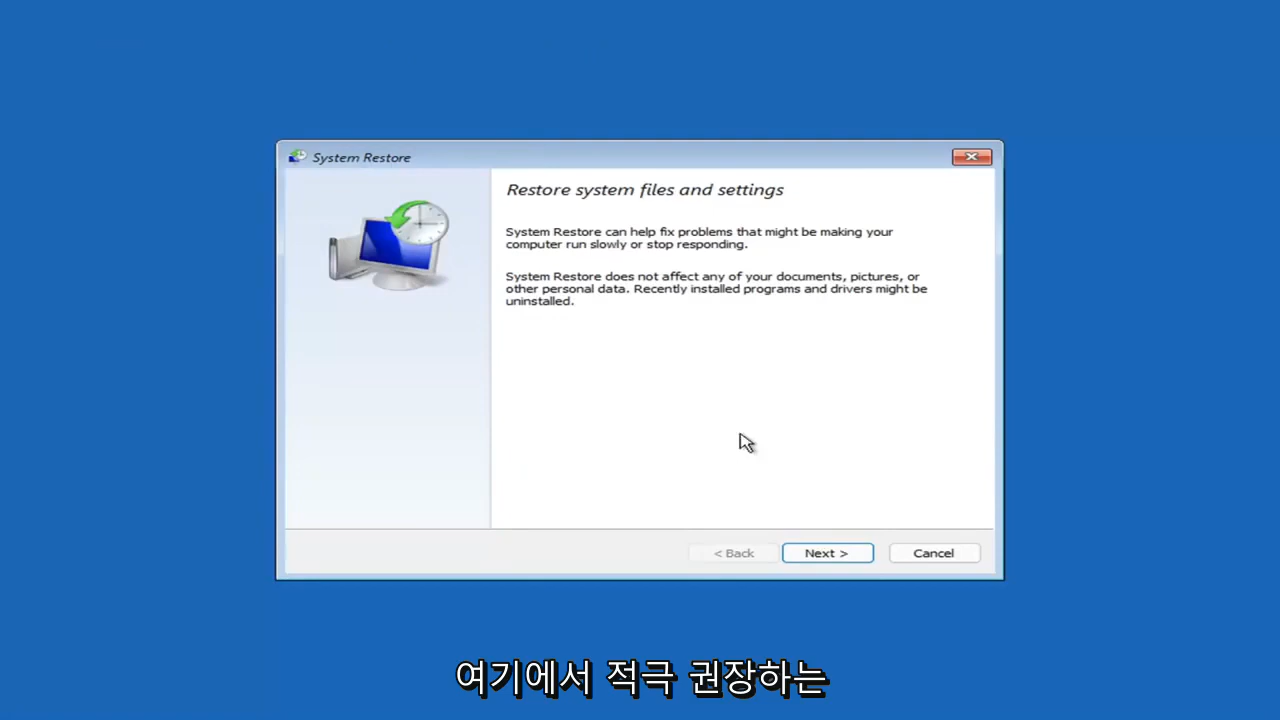 System Restore
Restore system files and settings
System Restore can help fix problems that might be making your
computer run slowly or stop responding.
System Restore does not affect any of your documents, pictures, or
other personal data. Recently installed programs and drivers might be
uninstalled.
< Back Next > Cancel
여기에서 적극 권장하는